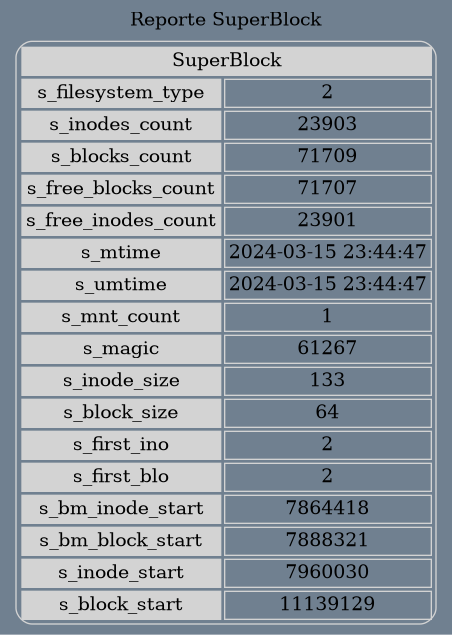 Reporte SuperBlock
SuperBlock
s_filesystem_type 2
s_inodes_count 23903
s_blocks_count 71709
s_free_blocks_count 71707
s_free_inodes_count 23901
s_mtime 2024-03-15 23:44:47
s_umtime 2024-03-15 23:44:47
s_mnt_count 1
s_magic 61267
s_inode_size 133
s_block_size 64
s_first_ino 2
s_first_blo 2
s_bm_inode_start 7864418
s_bm_block_start 7888321
s_inode_start 7960030
s_block_start 11139129